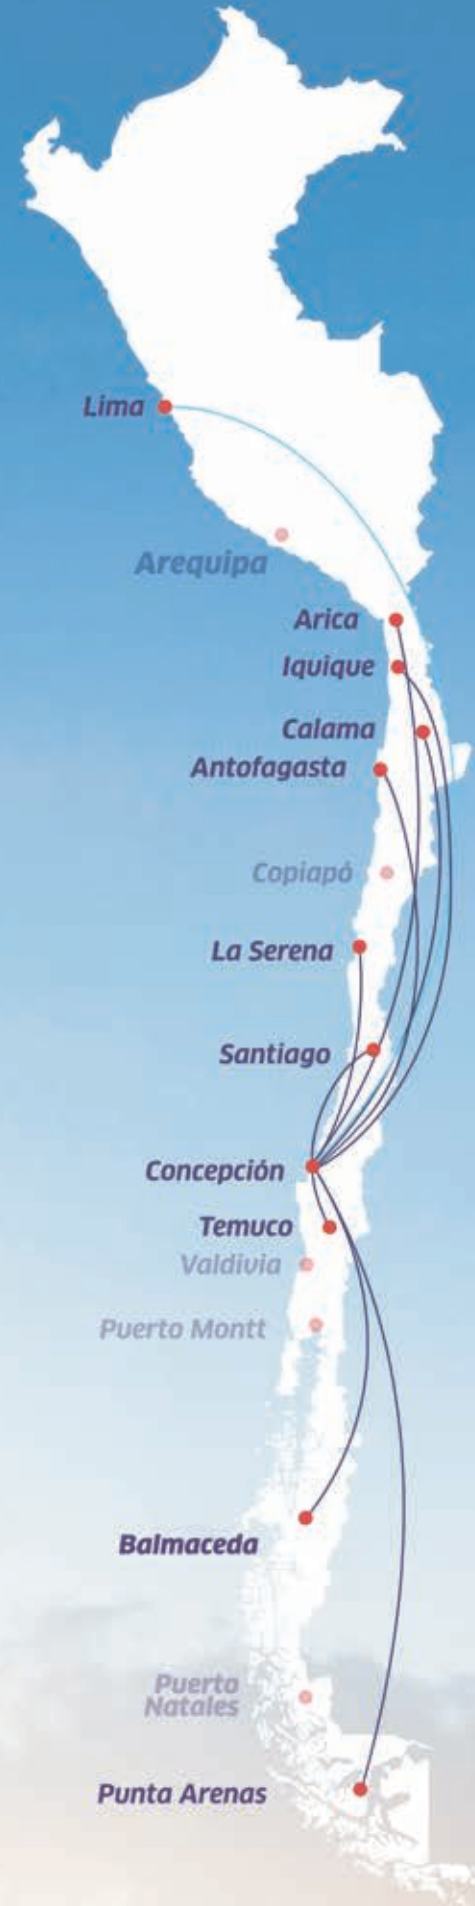 Lima
Arequipa
Arica
Iquique
Calama
Antofagasta
Copiapó
La Serena
Santiago
Concepción
Temuco
Valdivia
Puerto Montt
Balmaceda
Puerto
Natales
Punta Arenas